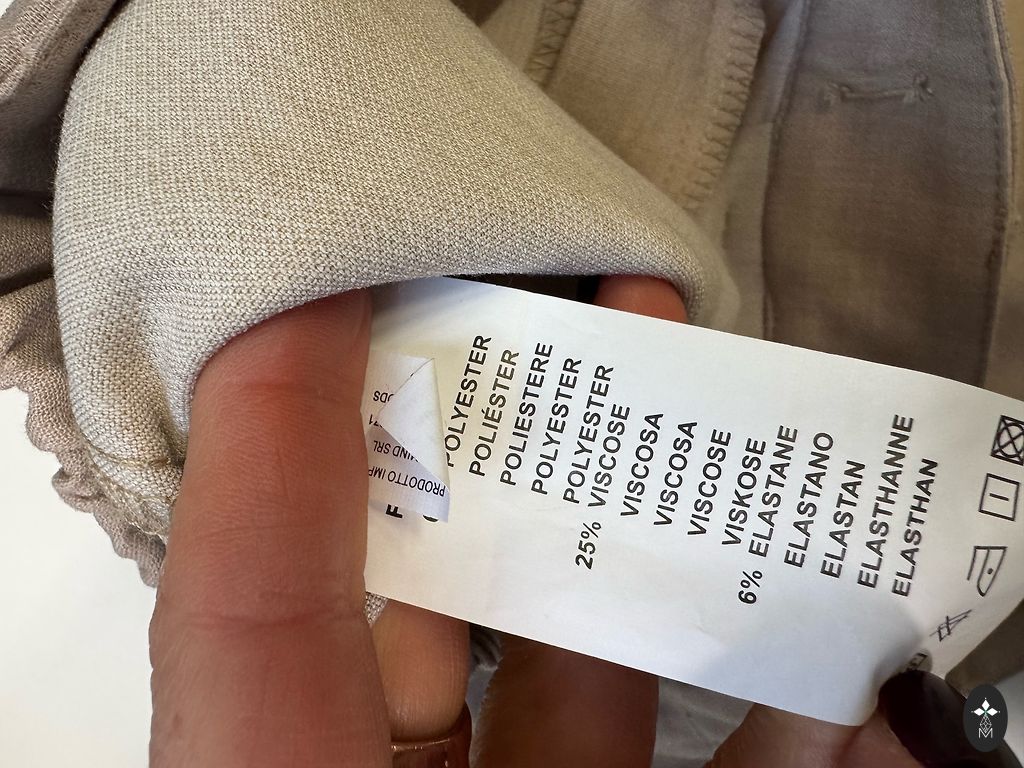 POLYESTER
POLIÉSTER
POLIESTERE
POLYESTER
POLYESTER
25% VISCOSE
VISCOSA
VISCOSA
VISCOSE
VISKOSE
6% ELASTANE
ELASTANO
ELASTAN
ELASTHANNE
ELASTHAN
PRODOTTO IMP
SRL